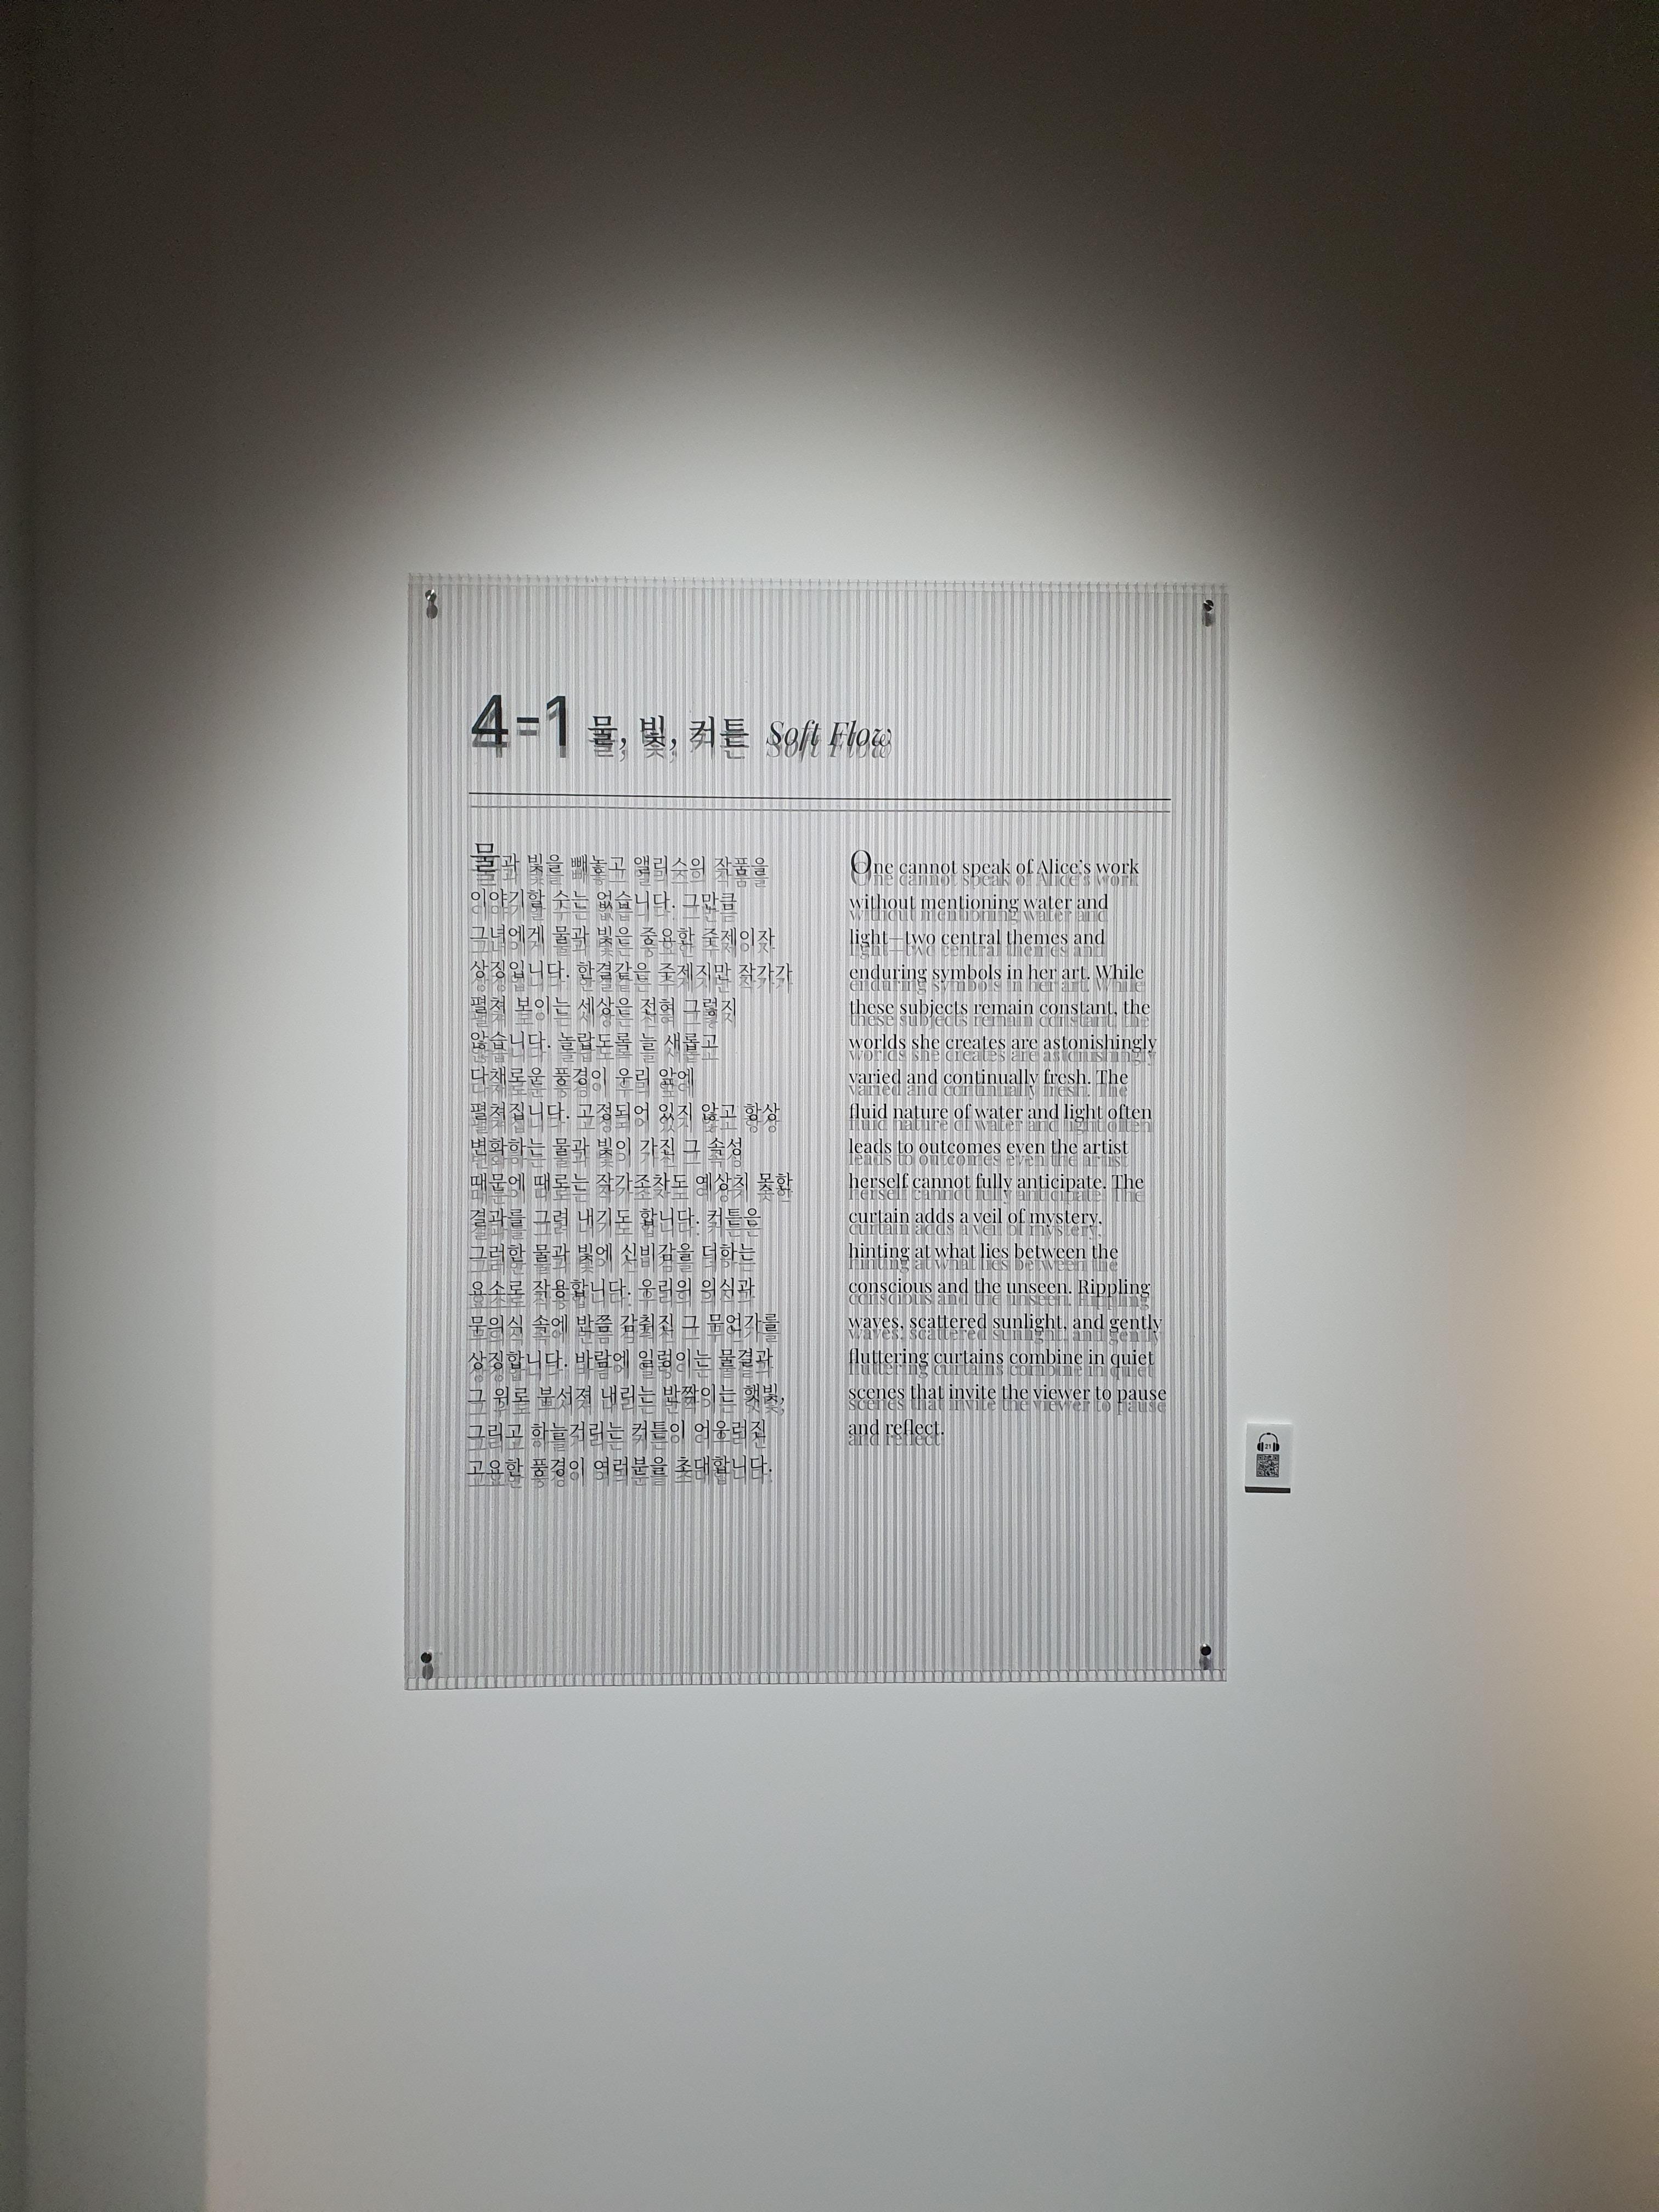 4-1 물, 빛, 커튼 Soft Flow
물과 빛을 빼놓고 앨리스의 작품을
이야기할 수는 없습니다. 그만큼
그녀에게 물과 빛은 중요한 주제이자
상징입니다. 한결같은 주제지만 작가가
펼쳐 보이는 세상은 전혀 그렇지
않습니다. 놀랍도록 늘 새롭고
다채로운 풍경이 우리 앞에
펼쳐집니다. 고정되어 있지 않고 항상
변화하는 물과 빛이 가진 그 속성
때문에 때로는 작가조차도 예상치 못한
결과를 그려 내기도 합니다. 커튼은
그러한 물과 빛에 신비감을 더하는
요소로 작용합니다. 우리의 의식과
무의식 속에 반쯤 감춰진 그 무언가를
상징합니다. 바람에 일렁이는 물결과
그 위로 부서져 내리는 반짝이는 햇빛,
그리고 하늘거리는 커튼이 어우러진
고요한 풍경이 여러분을 초대합니다.
One cannot speak of Alice's work
without mentioning water and
light—two central themes and
enduring symbols in her art. While
these subjects remain constant, the
worlds she creates are astonishingly
varied and continually fresh. The
fluid nature of water and light often
leads to outcomes even the artist
herself cannot fully anticipate. The
curtain adds a veil of mystery,
hinting at what lies between the
conscious and the unseen. Rippling
waves, scattered sunlight, and gently
fluttering curtains combine in quiet
scenes that invite the viewer to pause
and reflect.
21